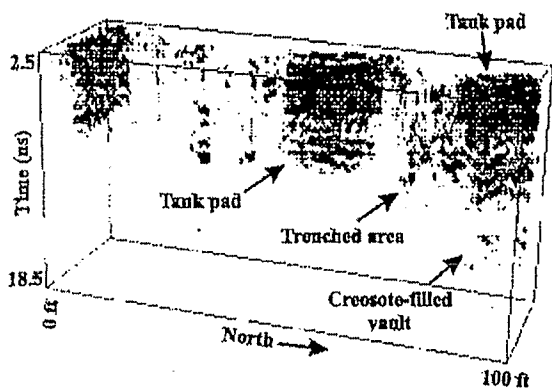 Tank pad
2.5
Time (ns)
Tank pad
Trenched area
18.5
Creosote-filled
vault
0 ft
North
100 ft